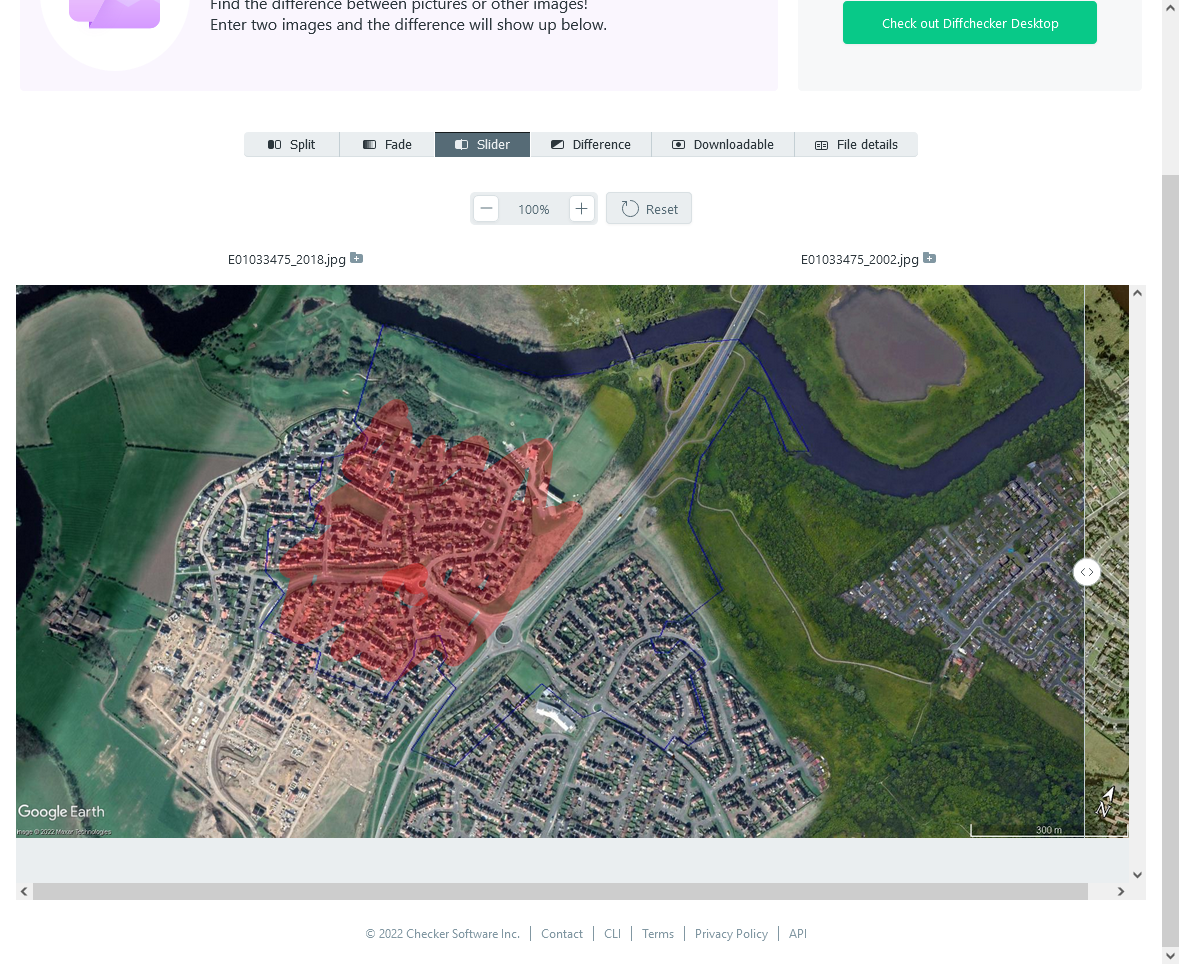 Find the difference between pictures or other images!
Enter two images and the difference will show up below.
Check out Diffchecker Desktop
Split Fade Slider Difference Downloadable File details
100% Reset
E01033475_2018.jpg E01033475_2002.jpg
Google Earth
Image © 2022 Maxar Technologies
300 m
N
© 2022 Checker Software Inc. Contact CLI Terms Privacy Policy API